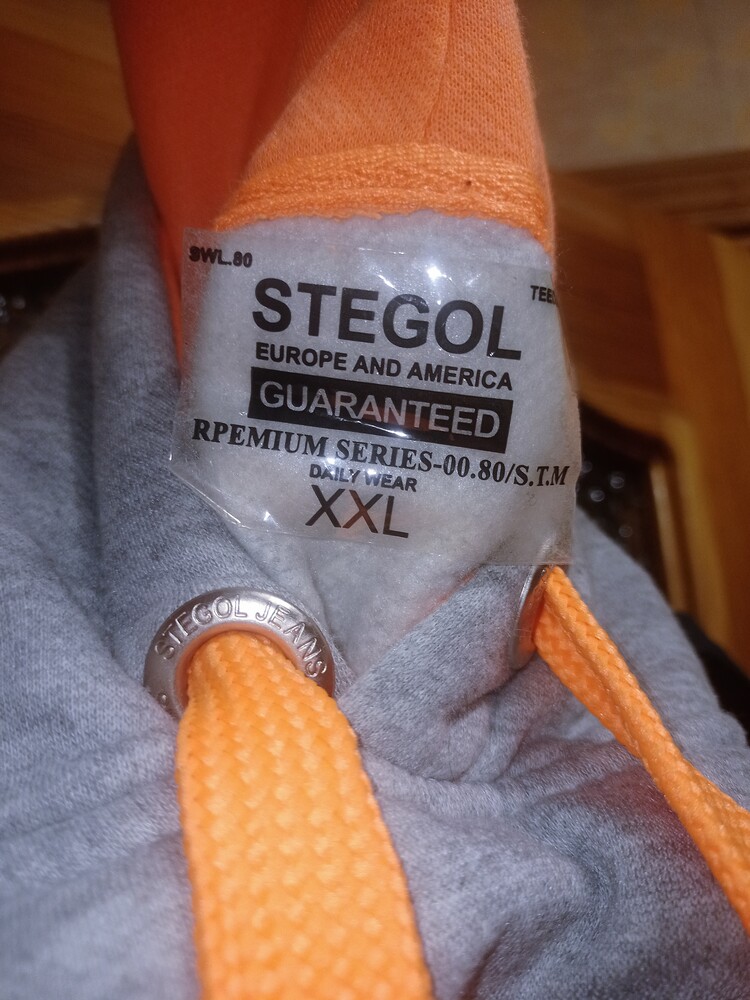 SWL.80
STEGOL
EUROPE AND AMERICA
GUARANTEED
RPEMIUM SERIES-00.80/S.T.M
DAILY WEAR
XXL
STEGOL JEANS